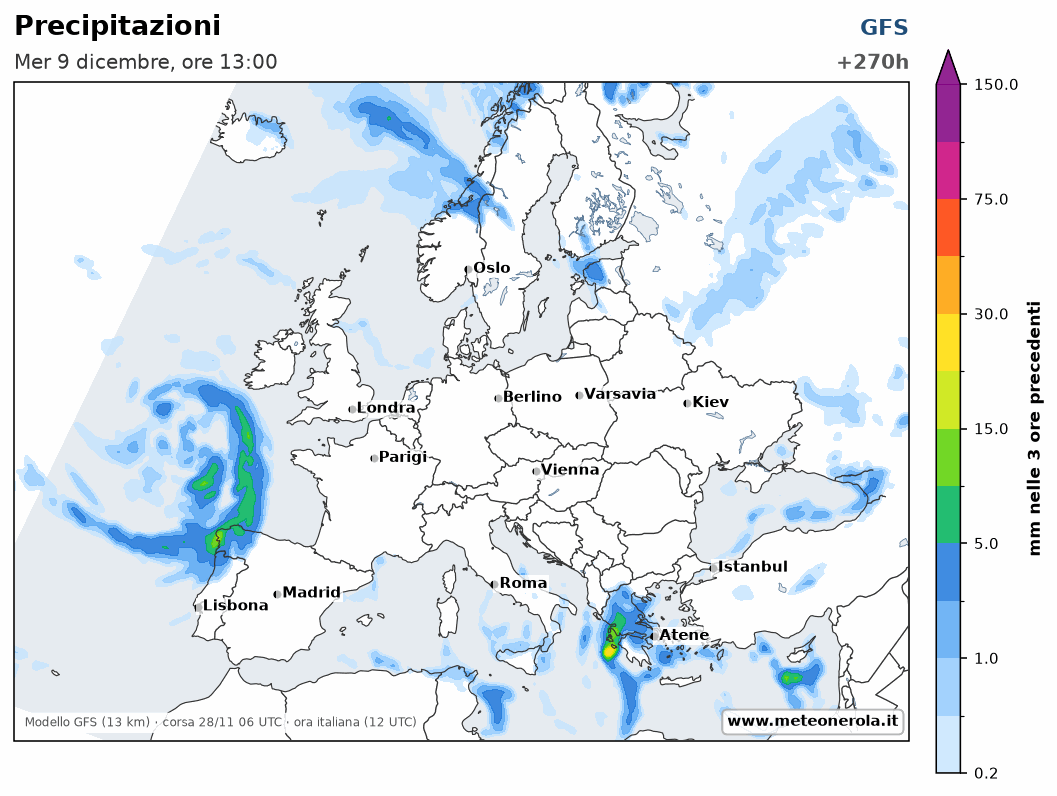 Precipitazioni
GFS
Mer 9 dicembre, ore 13:00
+270h
150.0
75.0
30.0
15.0
5.0
1.0
0.2
mm nelle 3 ore precedenti
Oslo
Berlino
Varsavia
Kiev
Londra
Parigi
Vienna
Istanbul
Roma
Madrid
Lisbona
Atene
Modello GFS (13 km) · corsa 28/11 06 UTC · ora italiana (12 UTC)
www.meteonerola.it